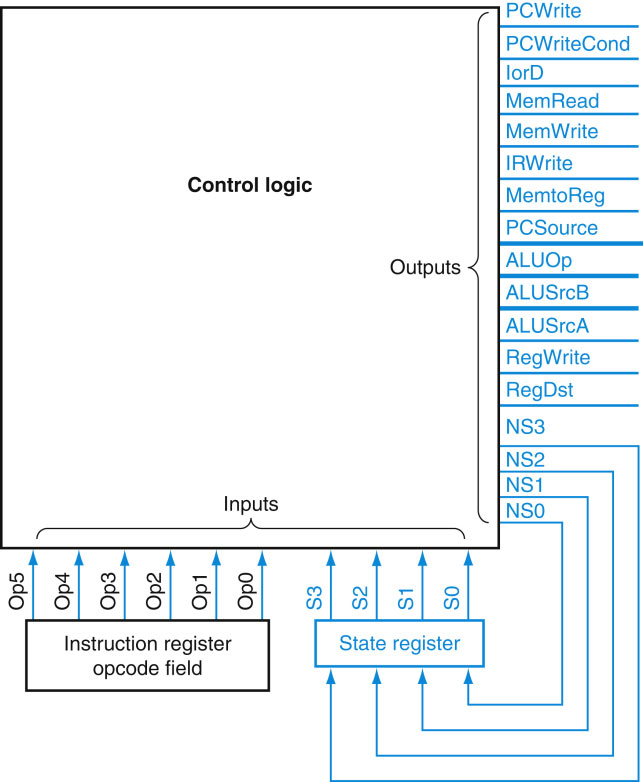 PCWrite
PCWriteCond
IorD
MemRead
MemWrite
IRWrite
MemtoReg
PCSource
ALUOp
ALUSrcB
ALUSrcA
RegWrite
RegDst
NS3
NS2
NS1
NS0
Control logic
Outputs
Inputs
Op5
Op4
Op3
Op2
Op1
Op0
S3
S2
S1
S0
Instruction register
opcode field
State register